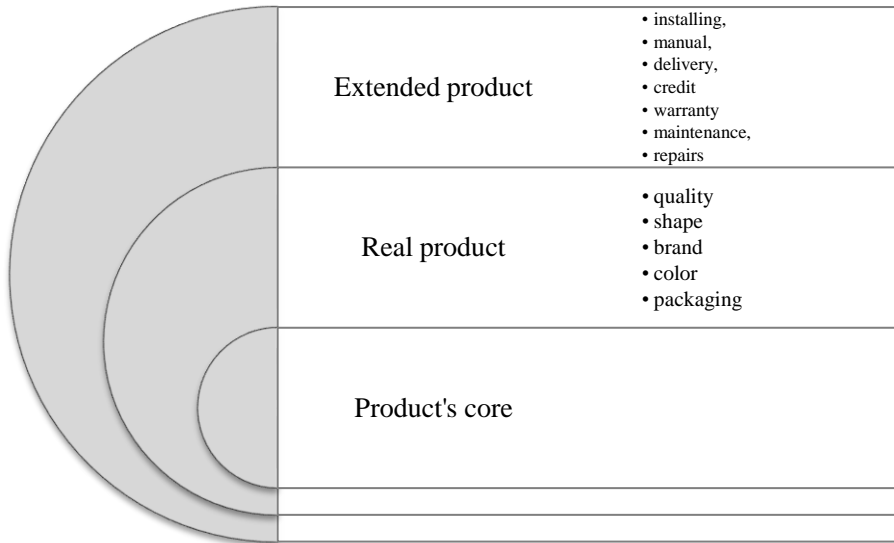 Extended product
• installing,
• manual,
• delivery,
• credit
• warranty
• maintenance,
• repairs
Real product
• quality
• shape
• brand
• color
• packaging
Product's core